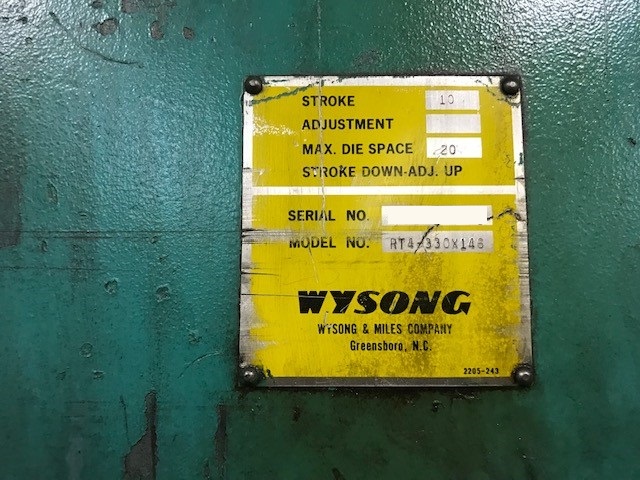 STROKE 10
ADJUSTMENT
MAX. DIE SPACE 20
STROKE DOWN-ADJ. UP
SERIAL NO.
MODEL NO. RT4-330X146
WYSONG
WYSONG & MILES COMPANY
Greensboro, N.C.
2205-243